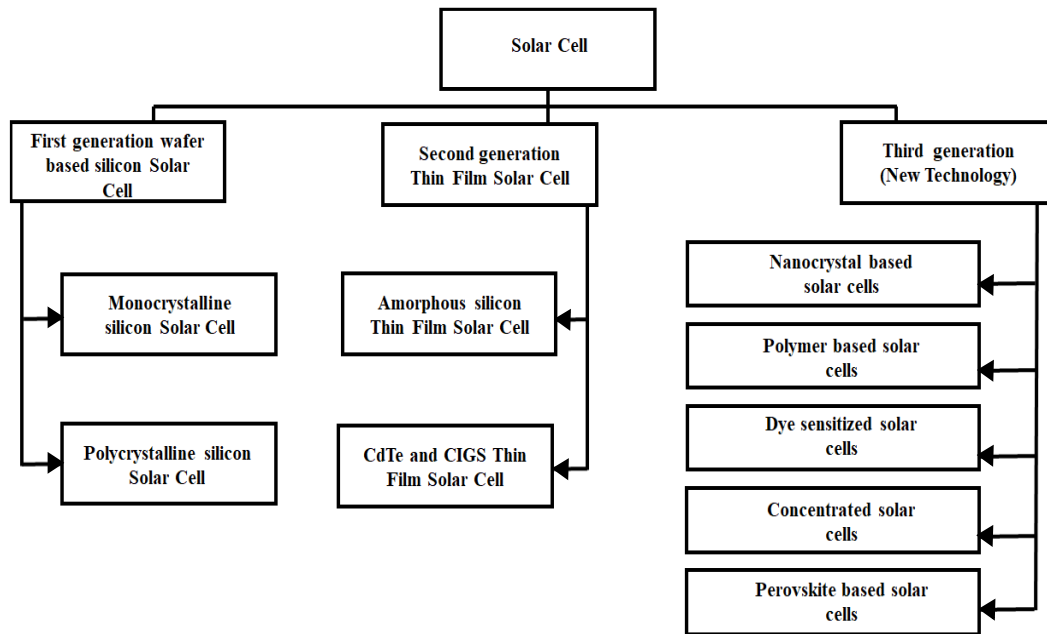 Solar Cell
First generation wafer
based silicon Solar
Cell
Second generation
Thin Film Solar Cell
Third generation
(New Technology)
Monocrystalline
silicon Solar Cell
Polycrystalline silicon
Solar Cell
Amorphous silicon
Thin Film Solar Cell
CdTe and CIGS Thin
Film Solar Cell
Nanocrystal based
solar cells
Polymer based solar
cells
Dye sensitized solar
cells
Concentrated solar
cells
Perovskite based solar
cells